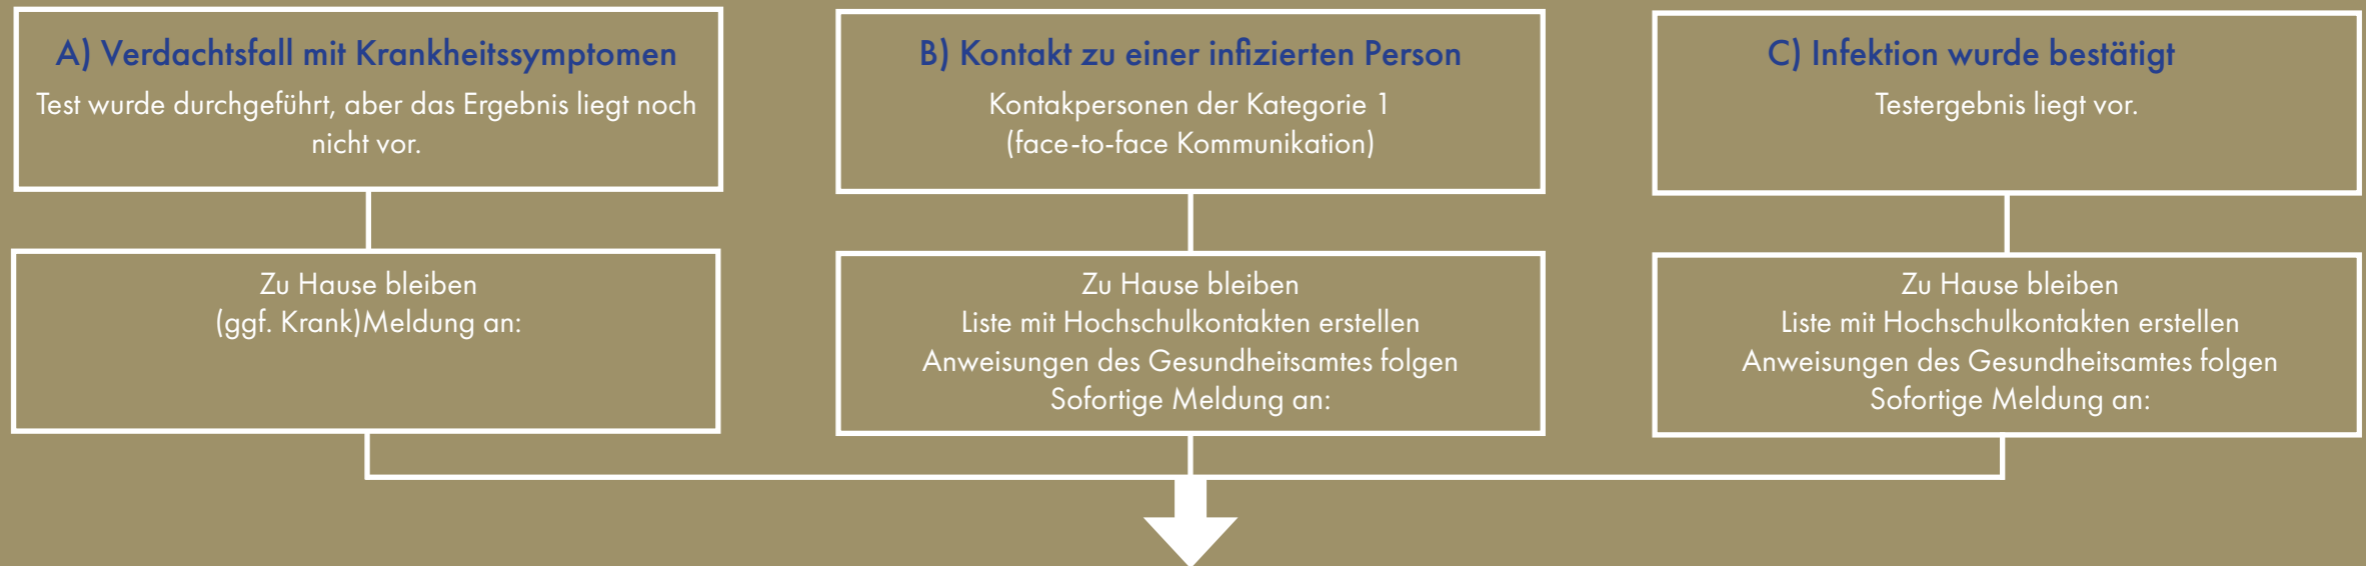 A) Verdachtsfall mit Krankheitssymptomen
Test wurde durchgeführt, aber das Ergebnis liegt noch
nicht vor.
B) Kontakt zu einer infizierten Person
Kontakpersonen der Kategorie 1
(face-to-face Kommunikation)
C) Infektion wurde bestätigt
Testergebnis liegt vor.
Zu Hause bleiben
(ggf. Krank)Meldung an:
Zu Hause bleiben
Liste mit Hochschulkontakten erstellen
Anweisungen des Gesundheitsamtes folgen
Sofortige Meldung an:
Zu Hause bleiben
Liste mit Hochschulkontakten erstellen
Anweisungen des Gesundheitsamtes folgen
Sofortige Meldung an: